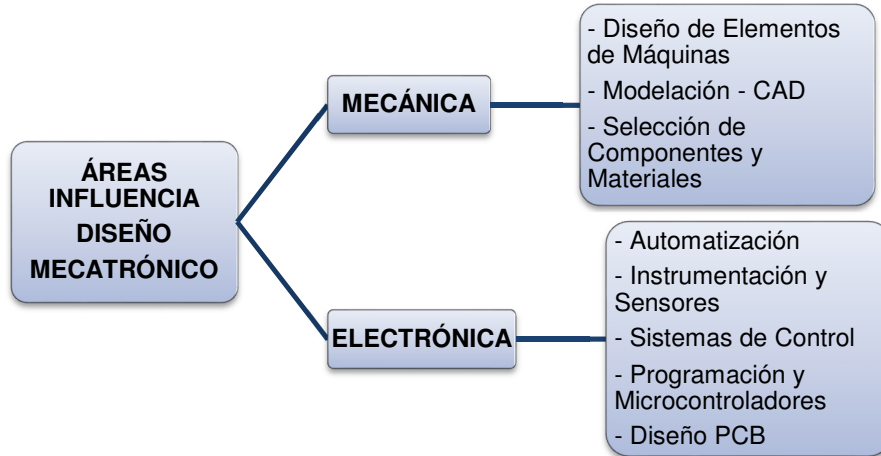 ÁREAS
INFLUENCIA
DISEÑO
MECATRÓNICO
MECÁNICA
- Diseño de Elementos
de Máquinas
- Modelación - CAD
- Selección de
Componentes y
Materiales
ELECTRÓNICA
- Automatización
- Instrumentación y
Sensores
- Sistemas de Control
- Programación y
Microcontroladores
- Diseño PCB